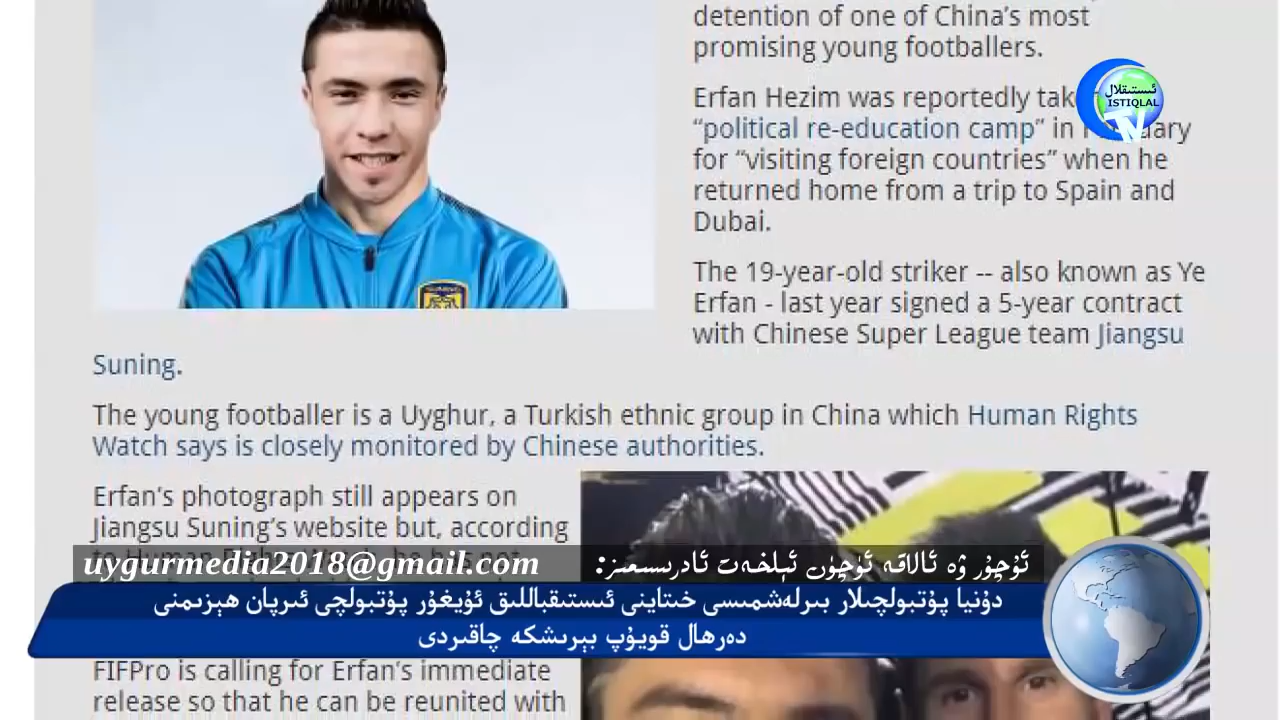 detention of one of China's most
promising young footballers.
ئىستىقلال
ISTIQLAL
TV
Erfan Hezim was reportedly
"political re-education camp" in
for "visiting foreign countries" when he
returned home from a trip to Spain and
Dubai.
The 19-year-old striker -- also known as Ye
Erfan - last year signed a 5-year contract
with Chinese Super League team Jiangsu
Suning.
The young footballer is a Uyghur, a Turkish ethnic group in China which Human Rights
Watch says is closely monitored by Chinese authorities.
Erfan's photograph still appears on
Jiangsu Suning's website but, according
uygurmedia2018@gmail.com ئۇچۇر ۋە ئالاقە ئۈچۈن ئېلخەت ئادرىسىمىز:
دۇنيا پۇتبولچىلار بىرلەشمىسى خىتاينى ئىستىقباللىق ئۇيغۇر پۇتبولچى ئىرپان ھېزىمنى
دەرھال قويۇپ بېرىشكە چاقىردى
FIFPro is calling for Erfan's immediate
release so that he can be reunited with